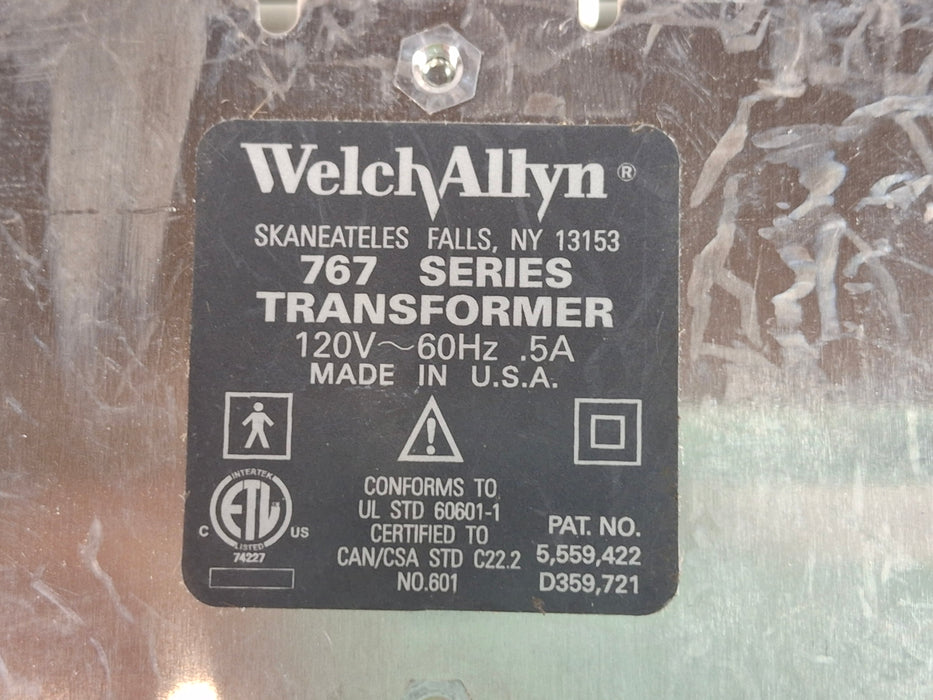 WelchAllyn®
SKANEATELES FALLS, NY 13153
767 SERIES
TRANSFORMER
120V~60Hz .5A
MADE IN U.S.A.
INTERTEK
ETL
LISTED
C US
74227
CONFORMS TO
UL STD 60601-1
CERTIFIED TO
CAN/CSA STD C22.2
NO.601
PAT. NO.
5,559,422
D359,721